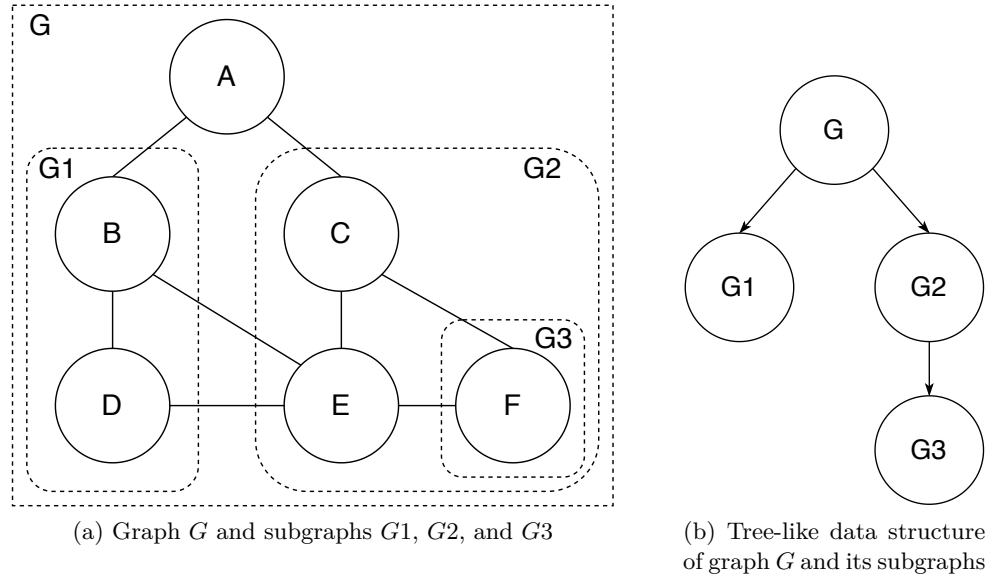 G
A
G1
G2
B
C
D
E
G3
F
(a) Graph G and subgraphs G1, G2, and G3
G
G1
G2
G3
(b) Tree-like data structure
of graph G and its subgraphs